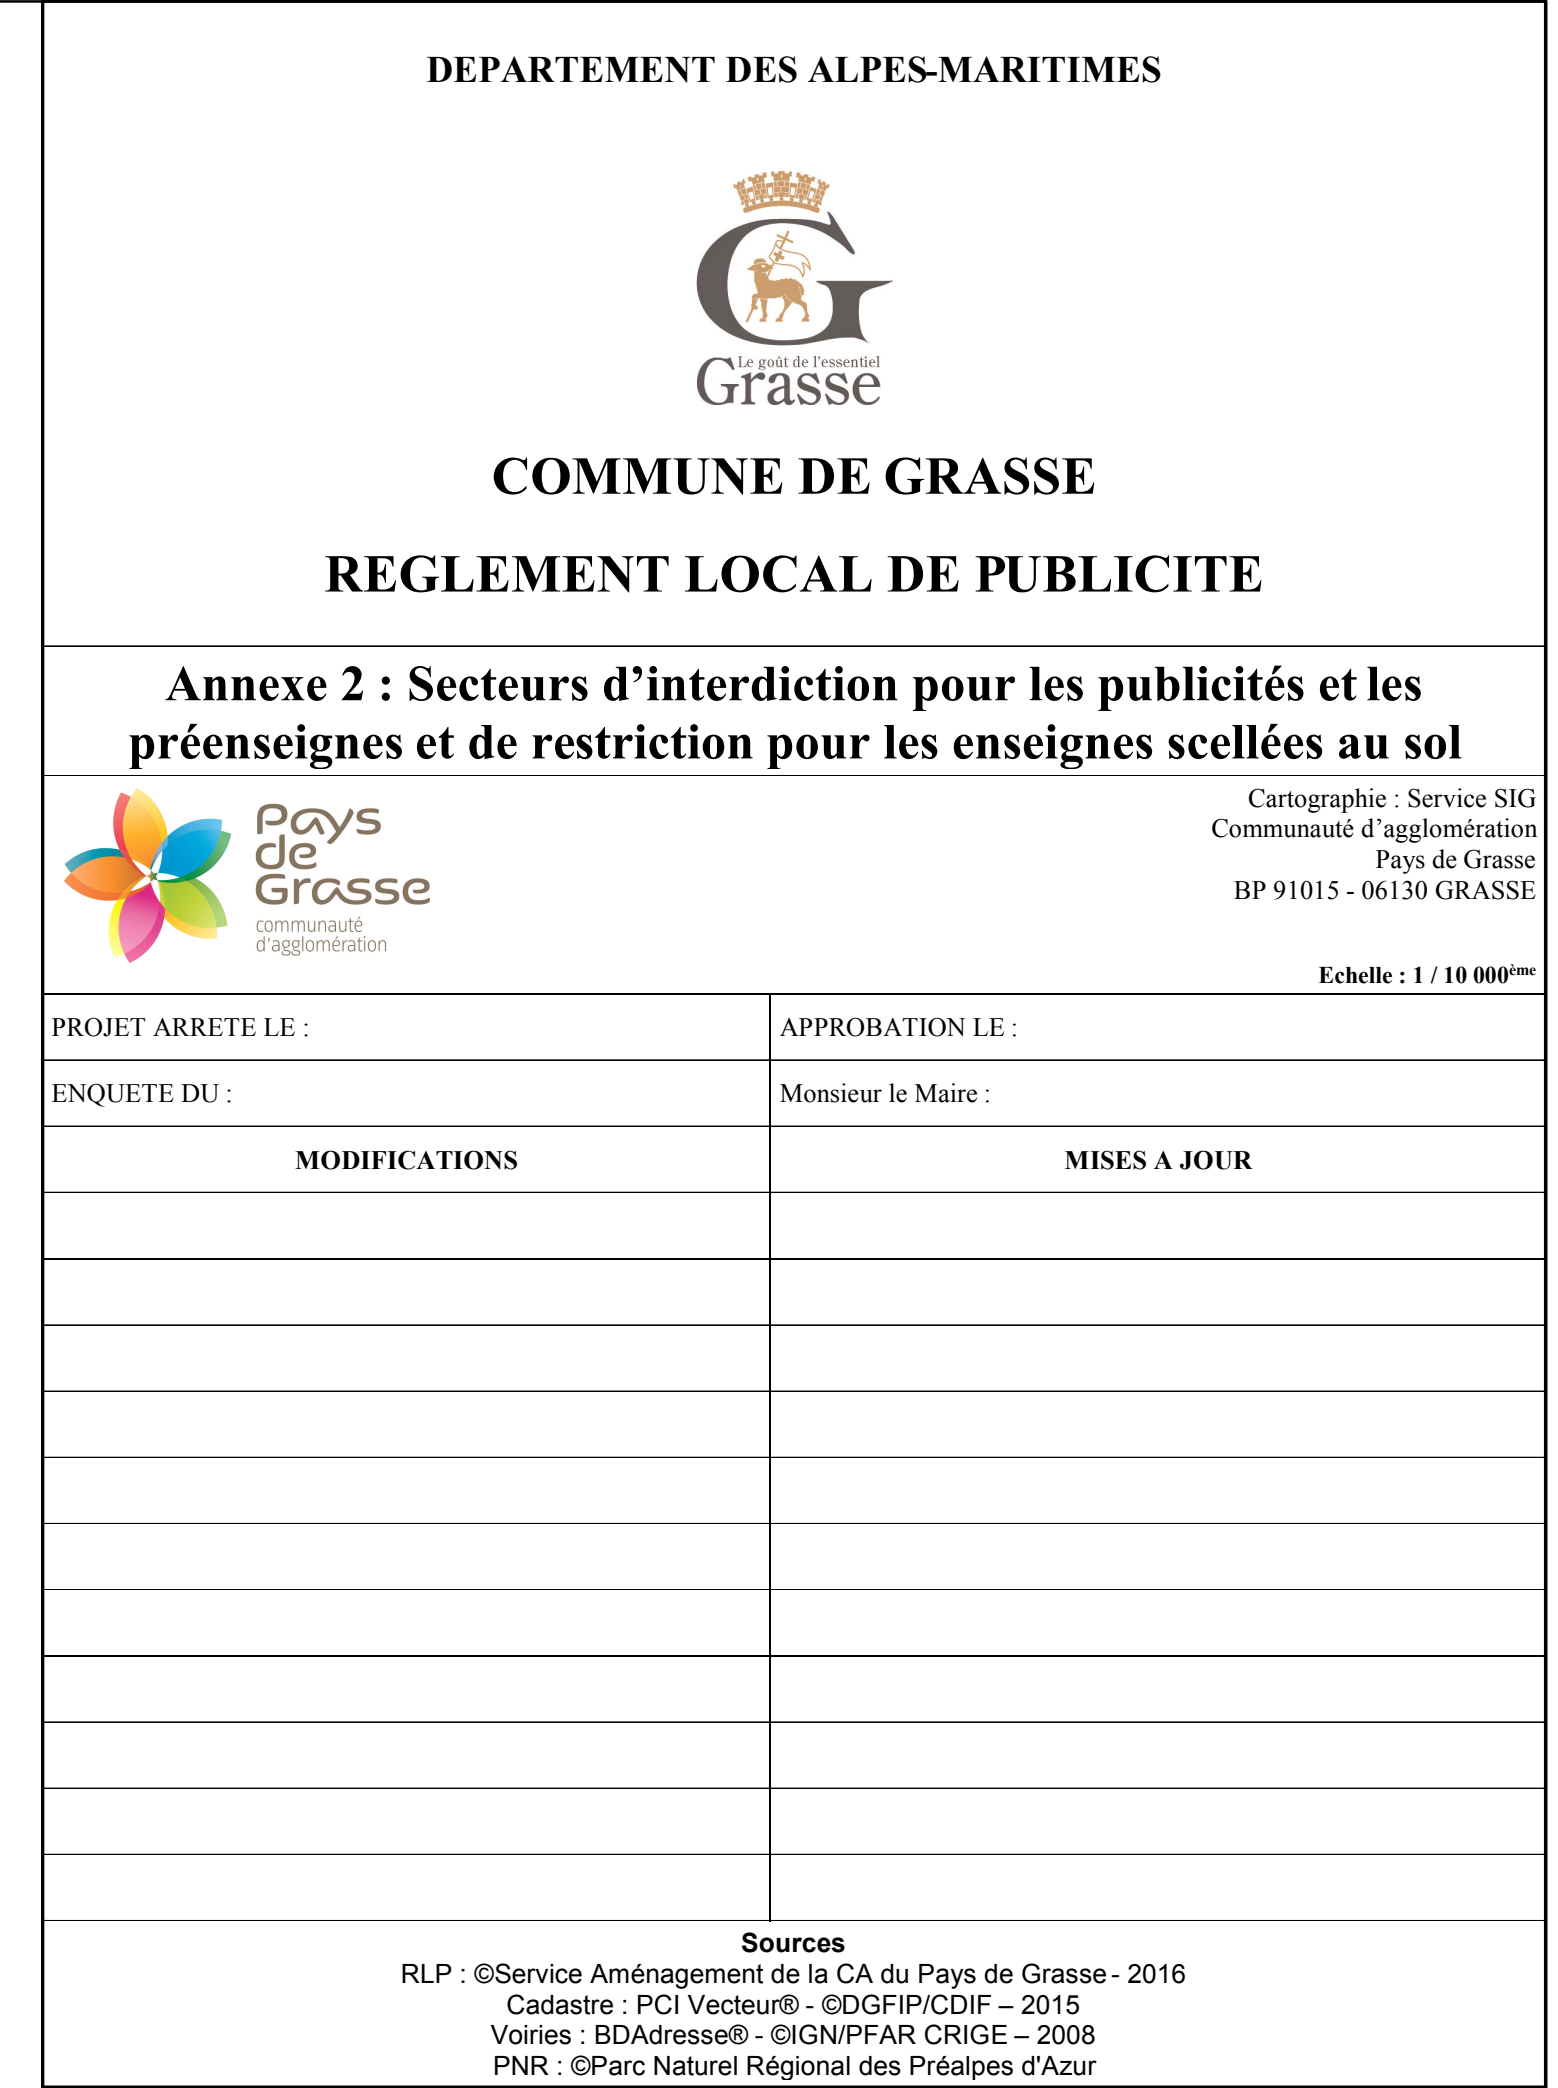 DEPARTEMENT DES ALPES-MARITIMES
Le goût de l'essentiel
Grasse
COMMUNE DE GRASSE
REGLEMENT LOCAL DE PUBLICITE
Annexe 2 : Secteurs d’interdiction pour les publicités et les
préenseignes et de restriction pour les enseignes scellées au sol
Pays
de
Grasse
communauté
d'agglomération
Cartographie : Service SIG
Communauté d’agglomération
Pays de Grasse
BP 91015 - 06130 GRASSE
Echelle : 1 / 10 000ème
PROJET ARRETE LE :
APPROBATION LE :
ENQUETE DU :
Monsieur le Maire :
MODIFICATIONS
MISES A JOUR
Sources
RLP : ©Service Aménagement de la CA du Pays de Grasse - 2016
Cadastre : PCI Vecteur® - ©DGFIP/CDIF – 2015
Voiries : BDAdresse® - ©IGN/PFAR CRIGE – 2008
PNR : ©Parc Naturel Régional des Préalpes d'Azur